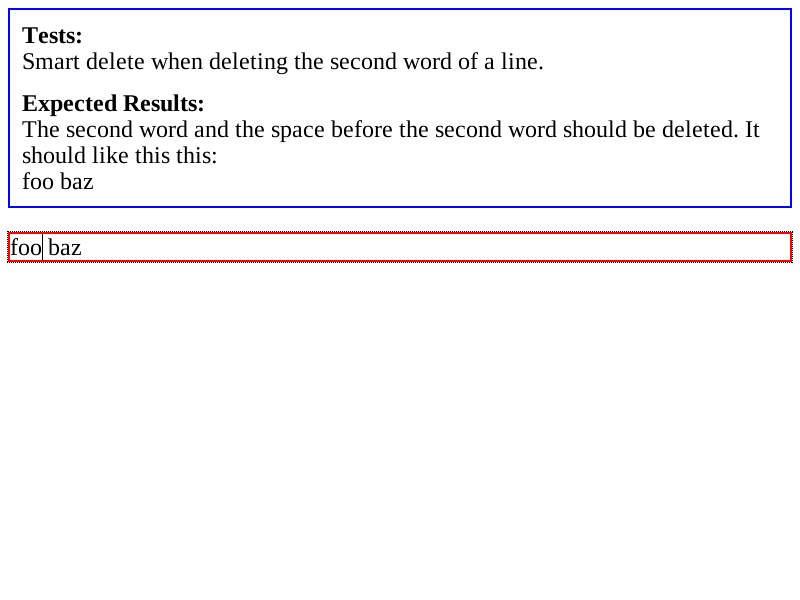 Tests:
Smart delete when deleting the second word of a line.
Expected Results:
The second word and the space before the second word should be deleted. It
should like this this:
foo baz
foo baz